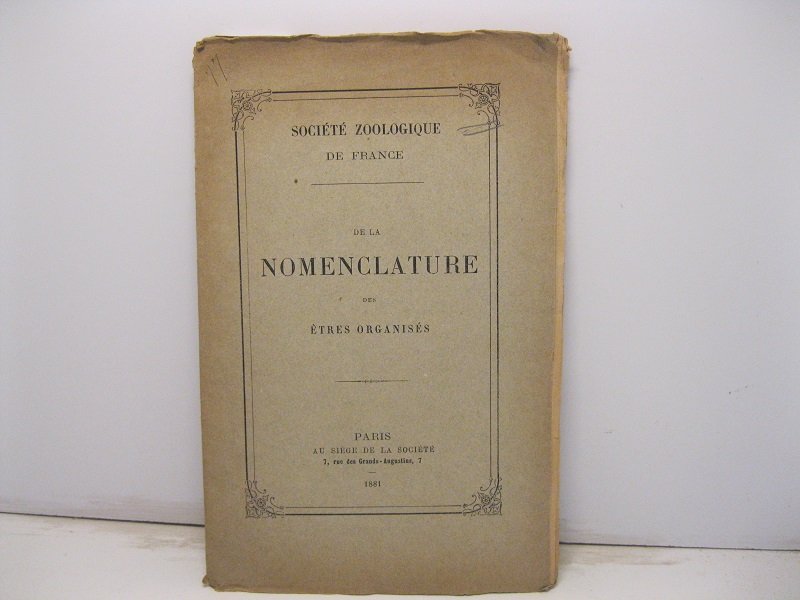 SOCIÉTÉ ZOOLOGIQUE
DE FRANCE
DE LA
NOMENCLATURE
DES
ÊTRES ORGANISÉS
PARIS
AU SIÈGE DE LA SOCIÉTÉ
7, rue des Grands-Augustins, 7
1881